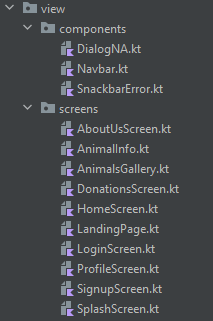 view
components
DialogNA.kt
Navbar.kt
SnackbarError.kt
screens
AboutUsScreen.kt
AnimalInfo.kt
AnimalsGallery.kt
DonationsScreen.kt
HomeScreen.kt
LandingPage.kt
LoginScreen.kt
ProfileScreen.kt
SignupScreen.kt
SplashScreen.kt